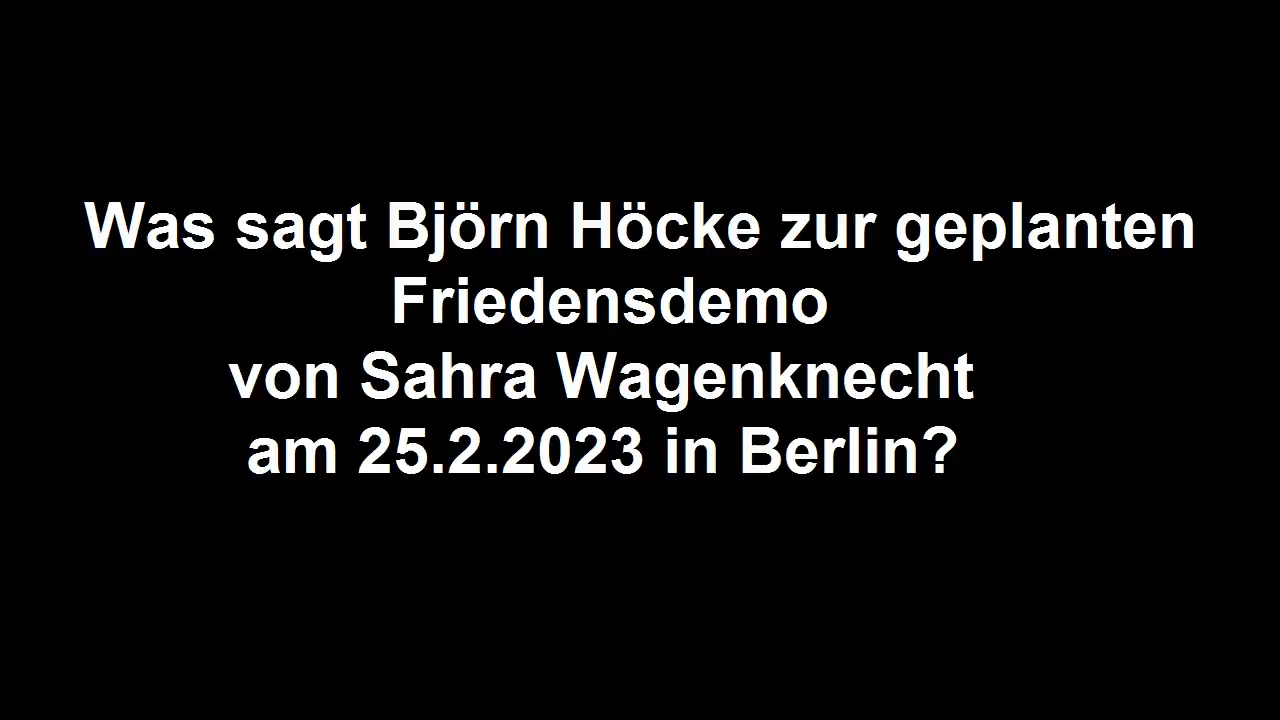 Was sagt Björn Höcke zur geplanten
Friedensdemo
von Sahra Wagenknecht
am 25.2.2023 in Berlin?